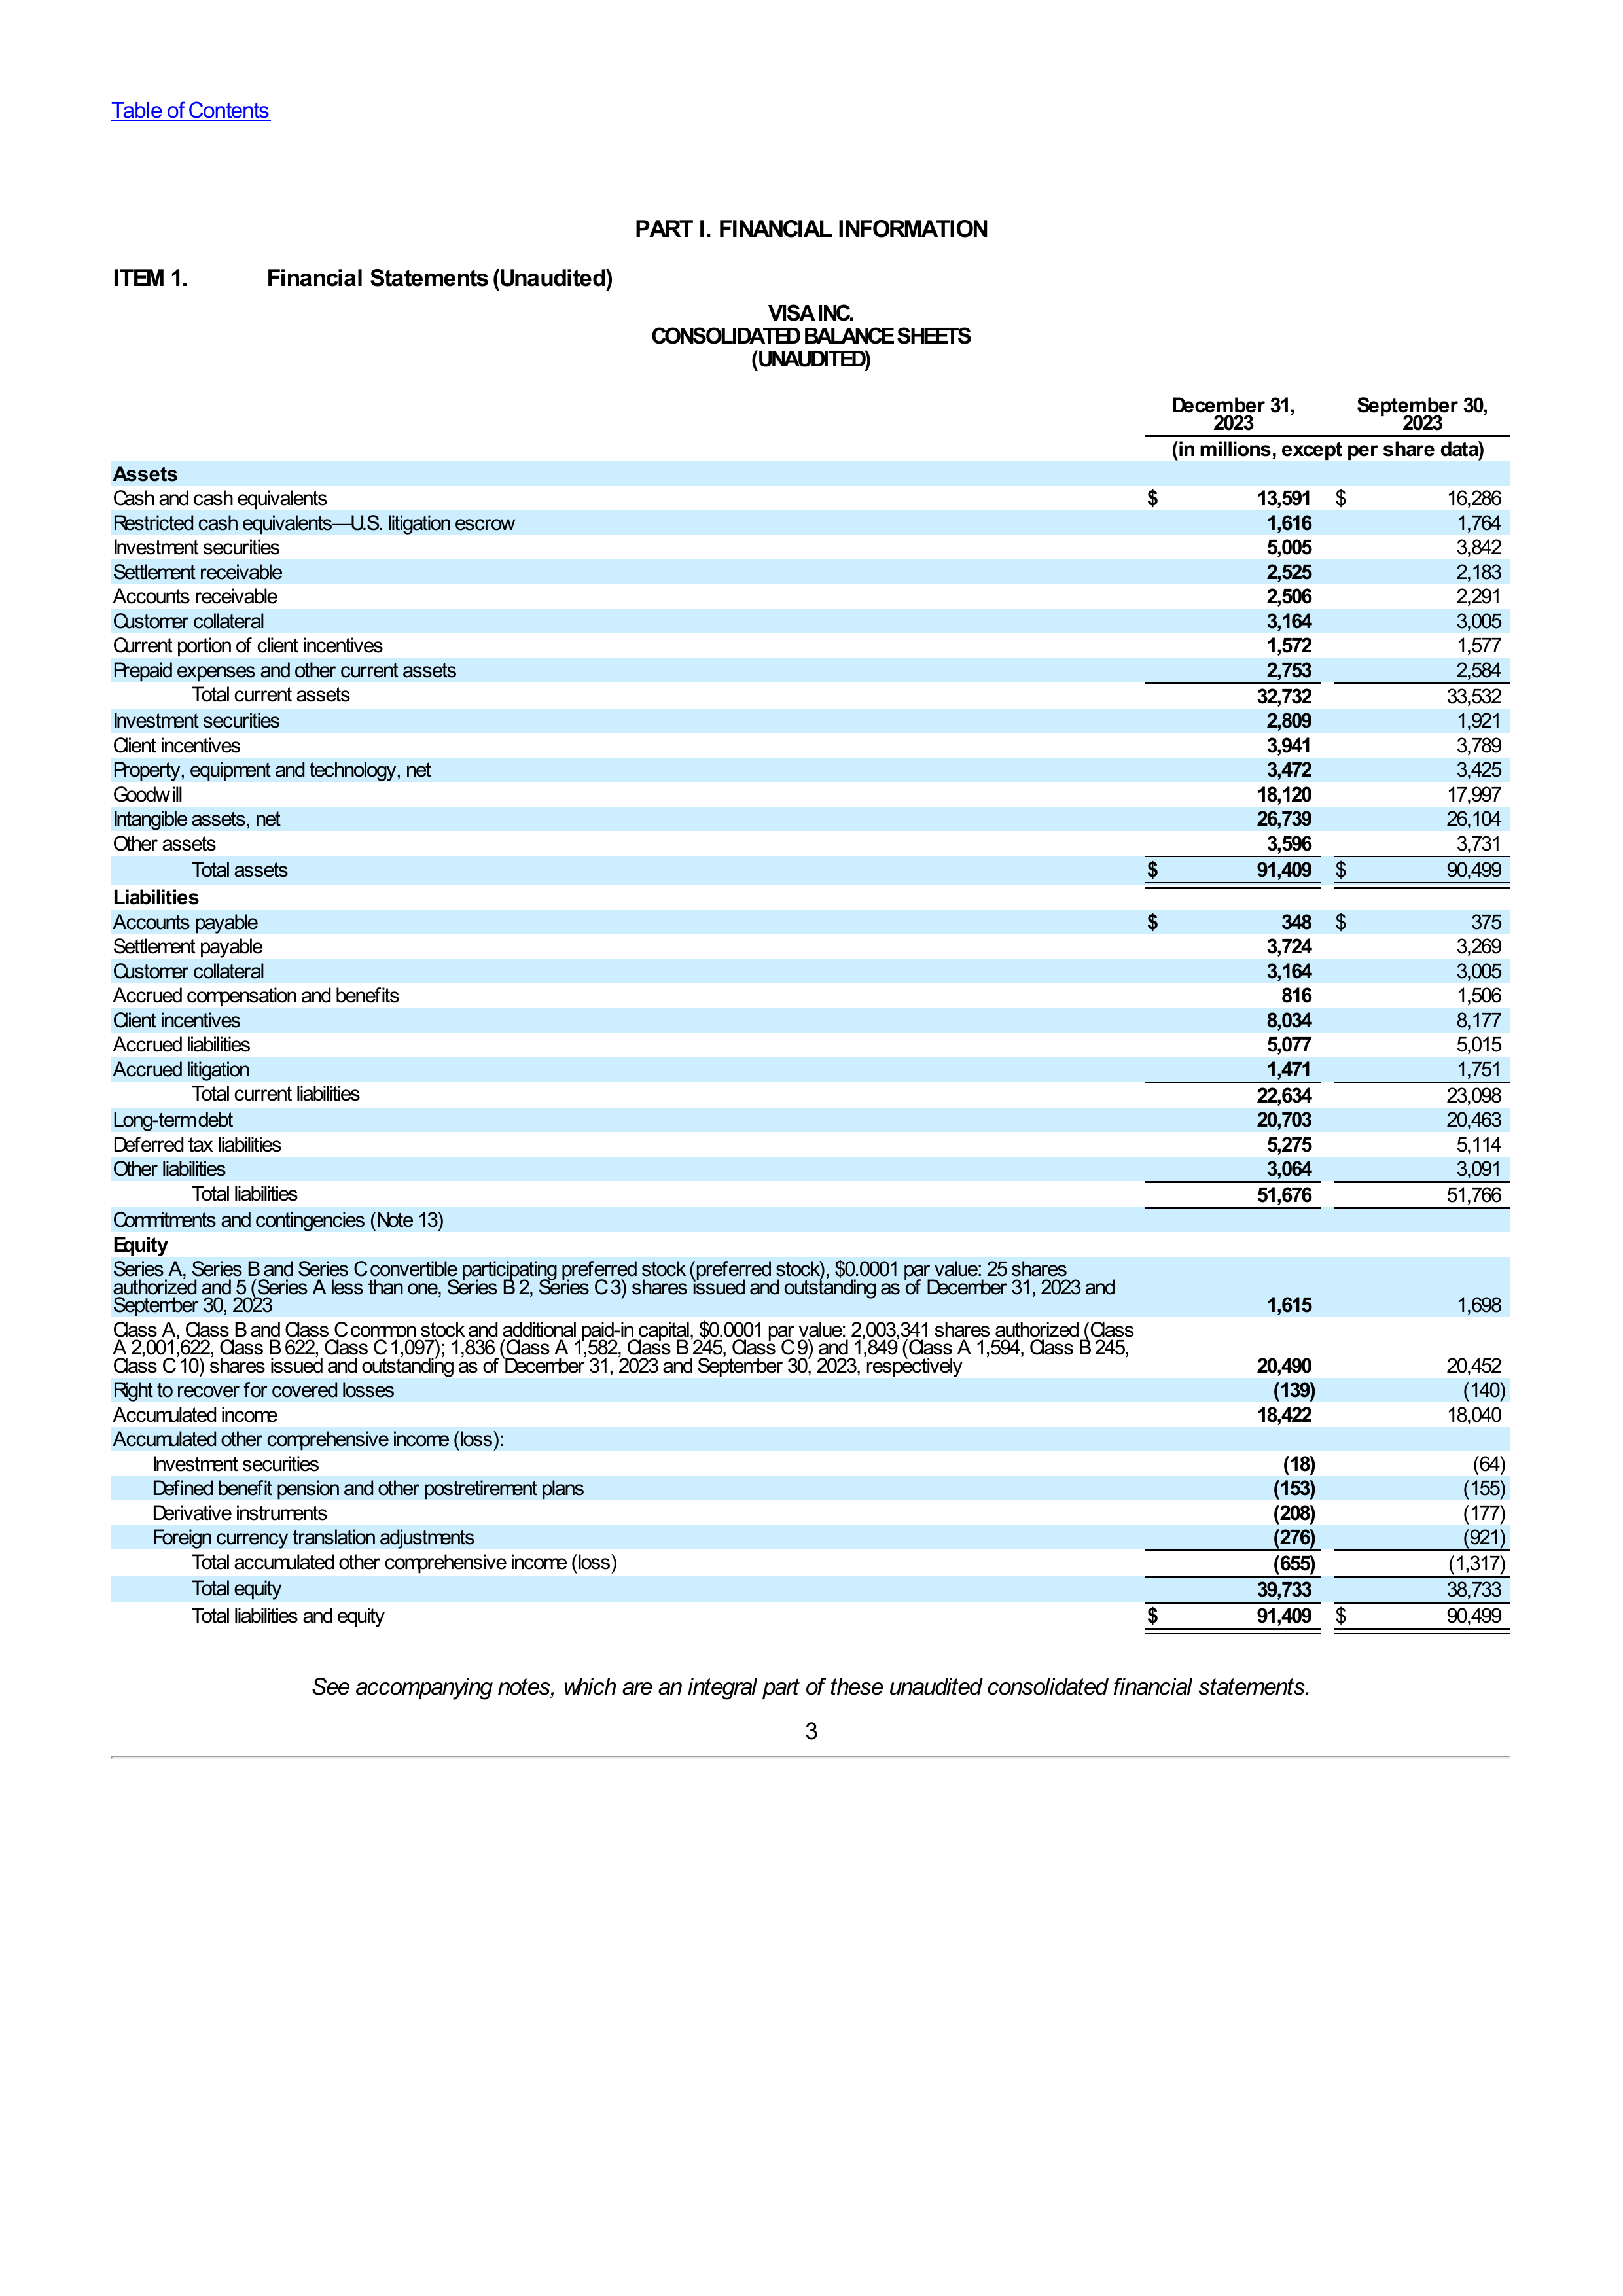 Table of Contents
PART I. FINANCIAL INFORMATION
ITEM 1. Financial Statements (Unaudited)
VISA INC.
CONSOLIDATED BALANCE SHEETS
(UNAUDITED)
December 31, 2023 September 30, 2023
(in millions, except per share data)
Assets
Cash and cash equivalents $ 13,591 $ 16,286
Restricted cash equivalents—U.S. litigation escrow 1,616 1,764
Investment securities 5,005 3,842
Settlement receivable 2,525 2,183
Accounts receivable 2,506 2,291
Customer collateral 3,164 3,005
Current portion of client incentives 1,572 1,577
Prepaid expenses and other current assets 2,753 2,584
Total current assets 32,732 33,532
Investment securities 2,809 1,921
Client incentives 3,941 3,789
Property, equipment and technology, net 3,472 3,425
Goodwill 18,120 17,997
Intangible assets, net 26,739 26,104
Other assets 3,596 3,731
Total assets $ 91,409 $ 90,499
Liabilities
Accounts payable $ 348 $ 375
Settlement payable 3,724 3,269
Customer collateral 3,164 3,005
Accrued compensation and benefits 816 1,506
Client incentives 8,034 8,177
Accrued liabilities 5,077 5,015
Accrued litigation 1,471 1,751
Total current liabilities 22,634 23,098
Long-term debt 20,703 20,463
Deferred tax liabilities 5,275 5,114
Other liabilities 3,064 3,091
Total liabilities 51,676 51,766
Commitments and contingencies (Note 13)
Equity
Series A, Series B and Series C convertible participating preferred stock (preferred stock), $0.0001 par value: 25 shares
authorized and 5 (Series A less than one, Series B 2, Series C 3) shares issued and outstanding as of December 31, 2023 and
September 30, 2023 1,615 1,698
Class A, Class B and Class C common stock and additional paid-in capital, $0.0001 par value: 2,003,341 shares authorized (Class
A 2,001,622, Class B 622, Class C 1,097); 1,836 (Class A 1,582, Class B 245, Class C 9) and 1,849 (Class A 1,594, Class B 245,
Class C 10) shares issued and outstanding as of December 31, 2023 and September 30, 2023, respectively 20,490 20,452
Right to recover for covered losses (139) (140)
Accumulated income 18,422 18,040
Accumulated other comprehensive income (loss):
Investment securities (18) (64)
Defined benefit pension and other postretirement plans (153) (155)
Derivative instruments (208) (177)
Foreign currency translation adjustments (276) (921)
Total accumulated other comprehensive income (loss) (655) (1,317)
Total equity 39,733 38,733
Total liabilities and equity $ 91,409 $ 90,499
See accompanying notes, which are an integral part of these unaudited consolidated financial statements.
3